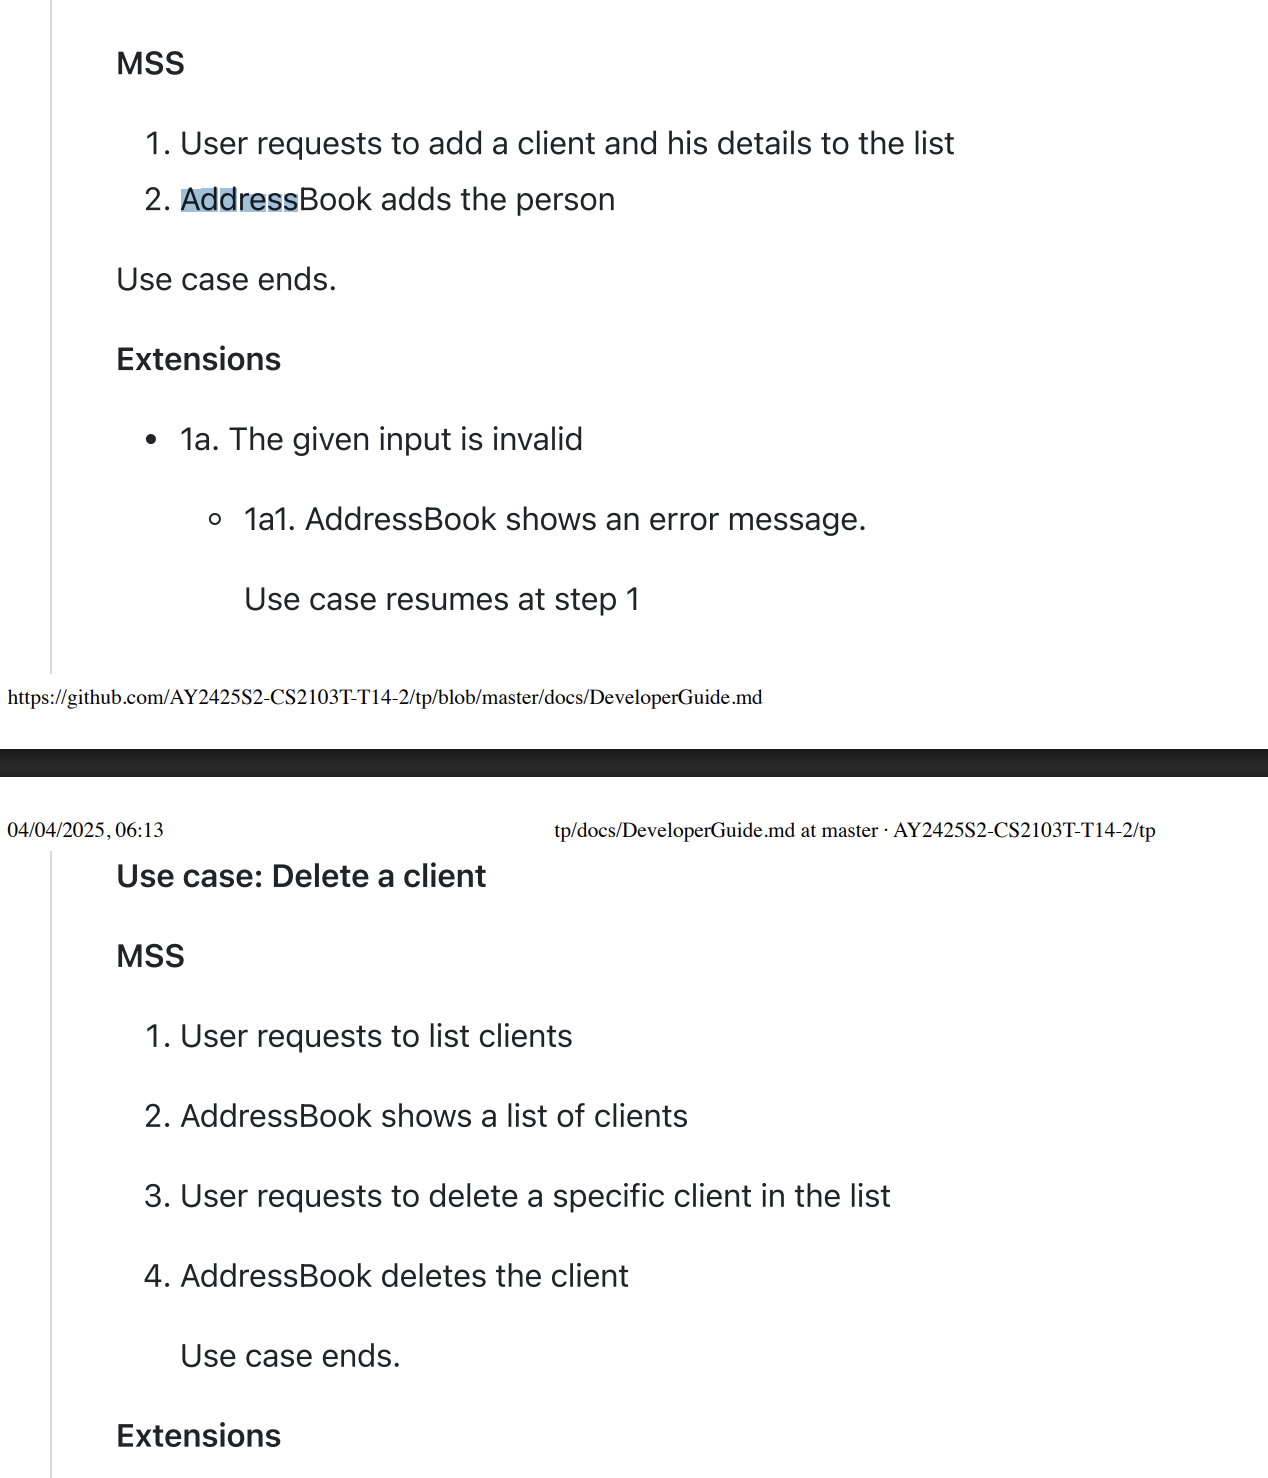 MSS
1. User requests to add a client and his details to the list
2. AddressBook adds the person
Use case ends.
Extensions
• 1a. The given input is invalid
○ 1a1. AddressBook shows an error message.
Use case resumes at step 1
https://github.com/AY2425S2-CS2103T-T14-2/tp/blob/master/docs/DeveloperGuide.md
04/04/2025, 06:13 tp/docs/DeveloperGuide.md at master · AY2425S2-CS2103T-T14-2/tp
Use case: Delete a client
MSS
1. User requests to list clients
2. AddressBook shows a list of clients
3. User requests to delete a specific client in the list
4. AddressBook deletes the client
Use case ends.
Extensions